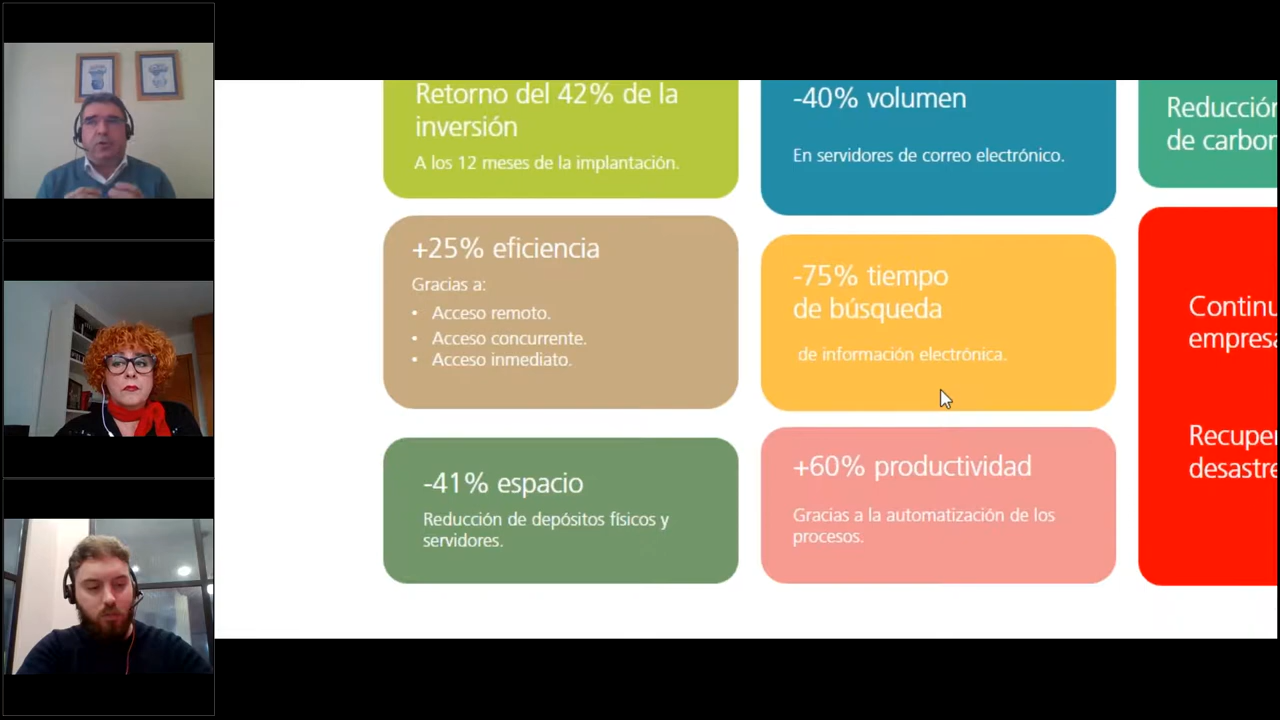 Retorno del 42% de la
inversión
A los 12 meses de la implantación.
-40% volumen
En servidores de correo electrónico.
Reducción
de carbon
+25% eficiencia
Gracias a:
• Acceso remoto.
• Acceso concurrente.
• Acceso inmediato.
-75% tiempo
de búsqueda
de información electrónica.
Continu
empresa
Recuper
desastre
-41% espacio
Reducción de depósitos físicos y
servidores.
+60% productividad
Gracias a la automatización de los
procesos.